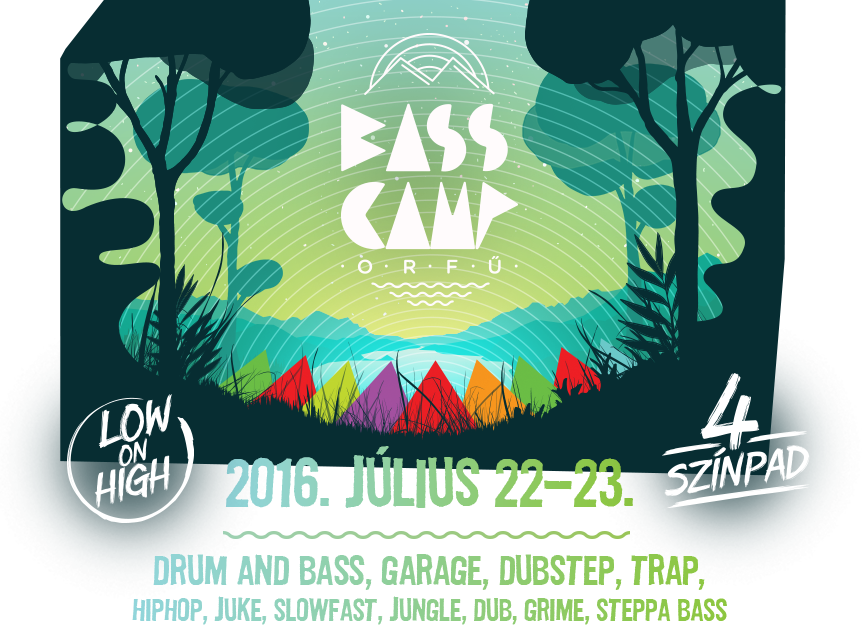 BASS
CAMP
· O · R · F · Ű ·
LOW
ON
HIGH
4
SZÍNPAD
2016. JÚLIUS 22-23.
DRUM AND BASS, GARAGE, DUBSTEP, TRAP,
HIPHOP, JUKE, SLOWFAST, JUNGLE, DUB, GRIME, STEPPA BASS